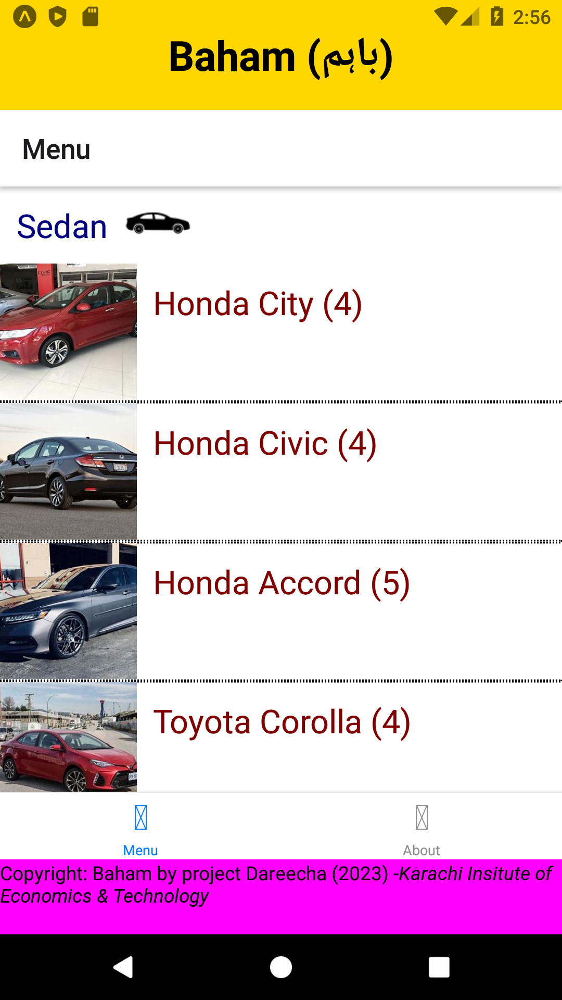 2:56
Baham (باہم)
Menu
Sedan
CIVIC
Honda City (4)
Honda Civic (4)
Honda Accord (5)
Toyota Corolla (4)
Menu
About
Copyright: Baham by project Dareecha (2023) -Karachi Insitute of
Economics & Technology